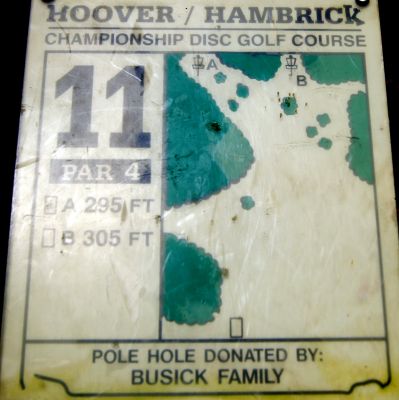 HOOVER / HAMBRICK
CHAMPIONSHIP DISC GOLF COURSE
11
PAR 4
A 295 FT
B 305 FT
A
B
POLE HOLE DONATED BY:
BUSICK FAMILY